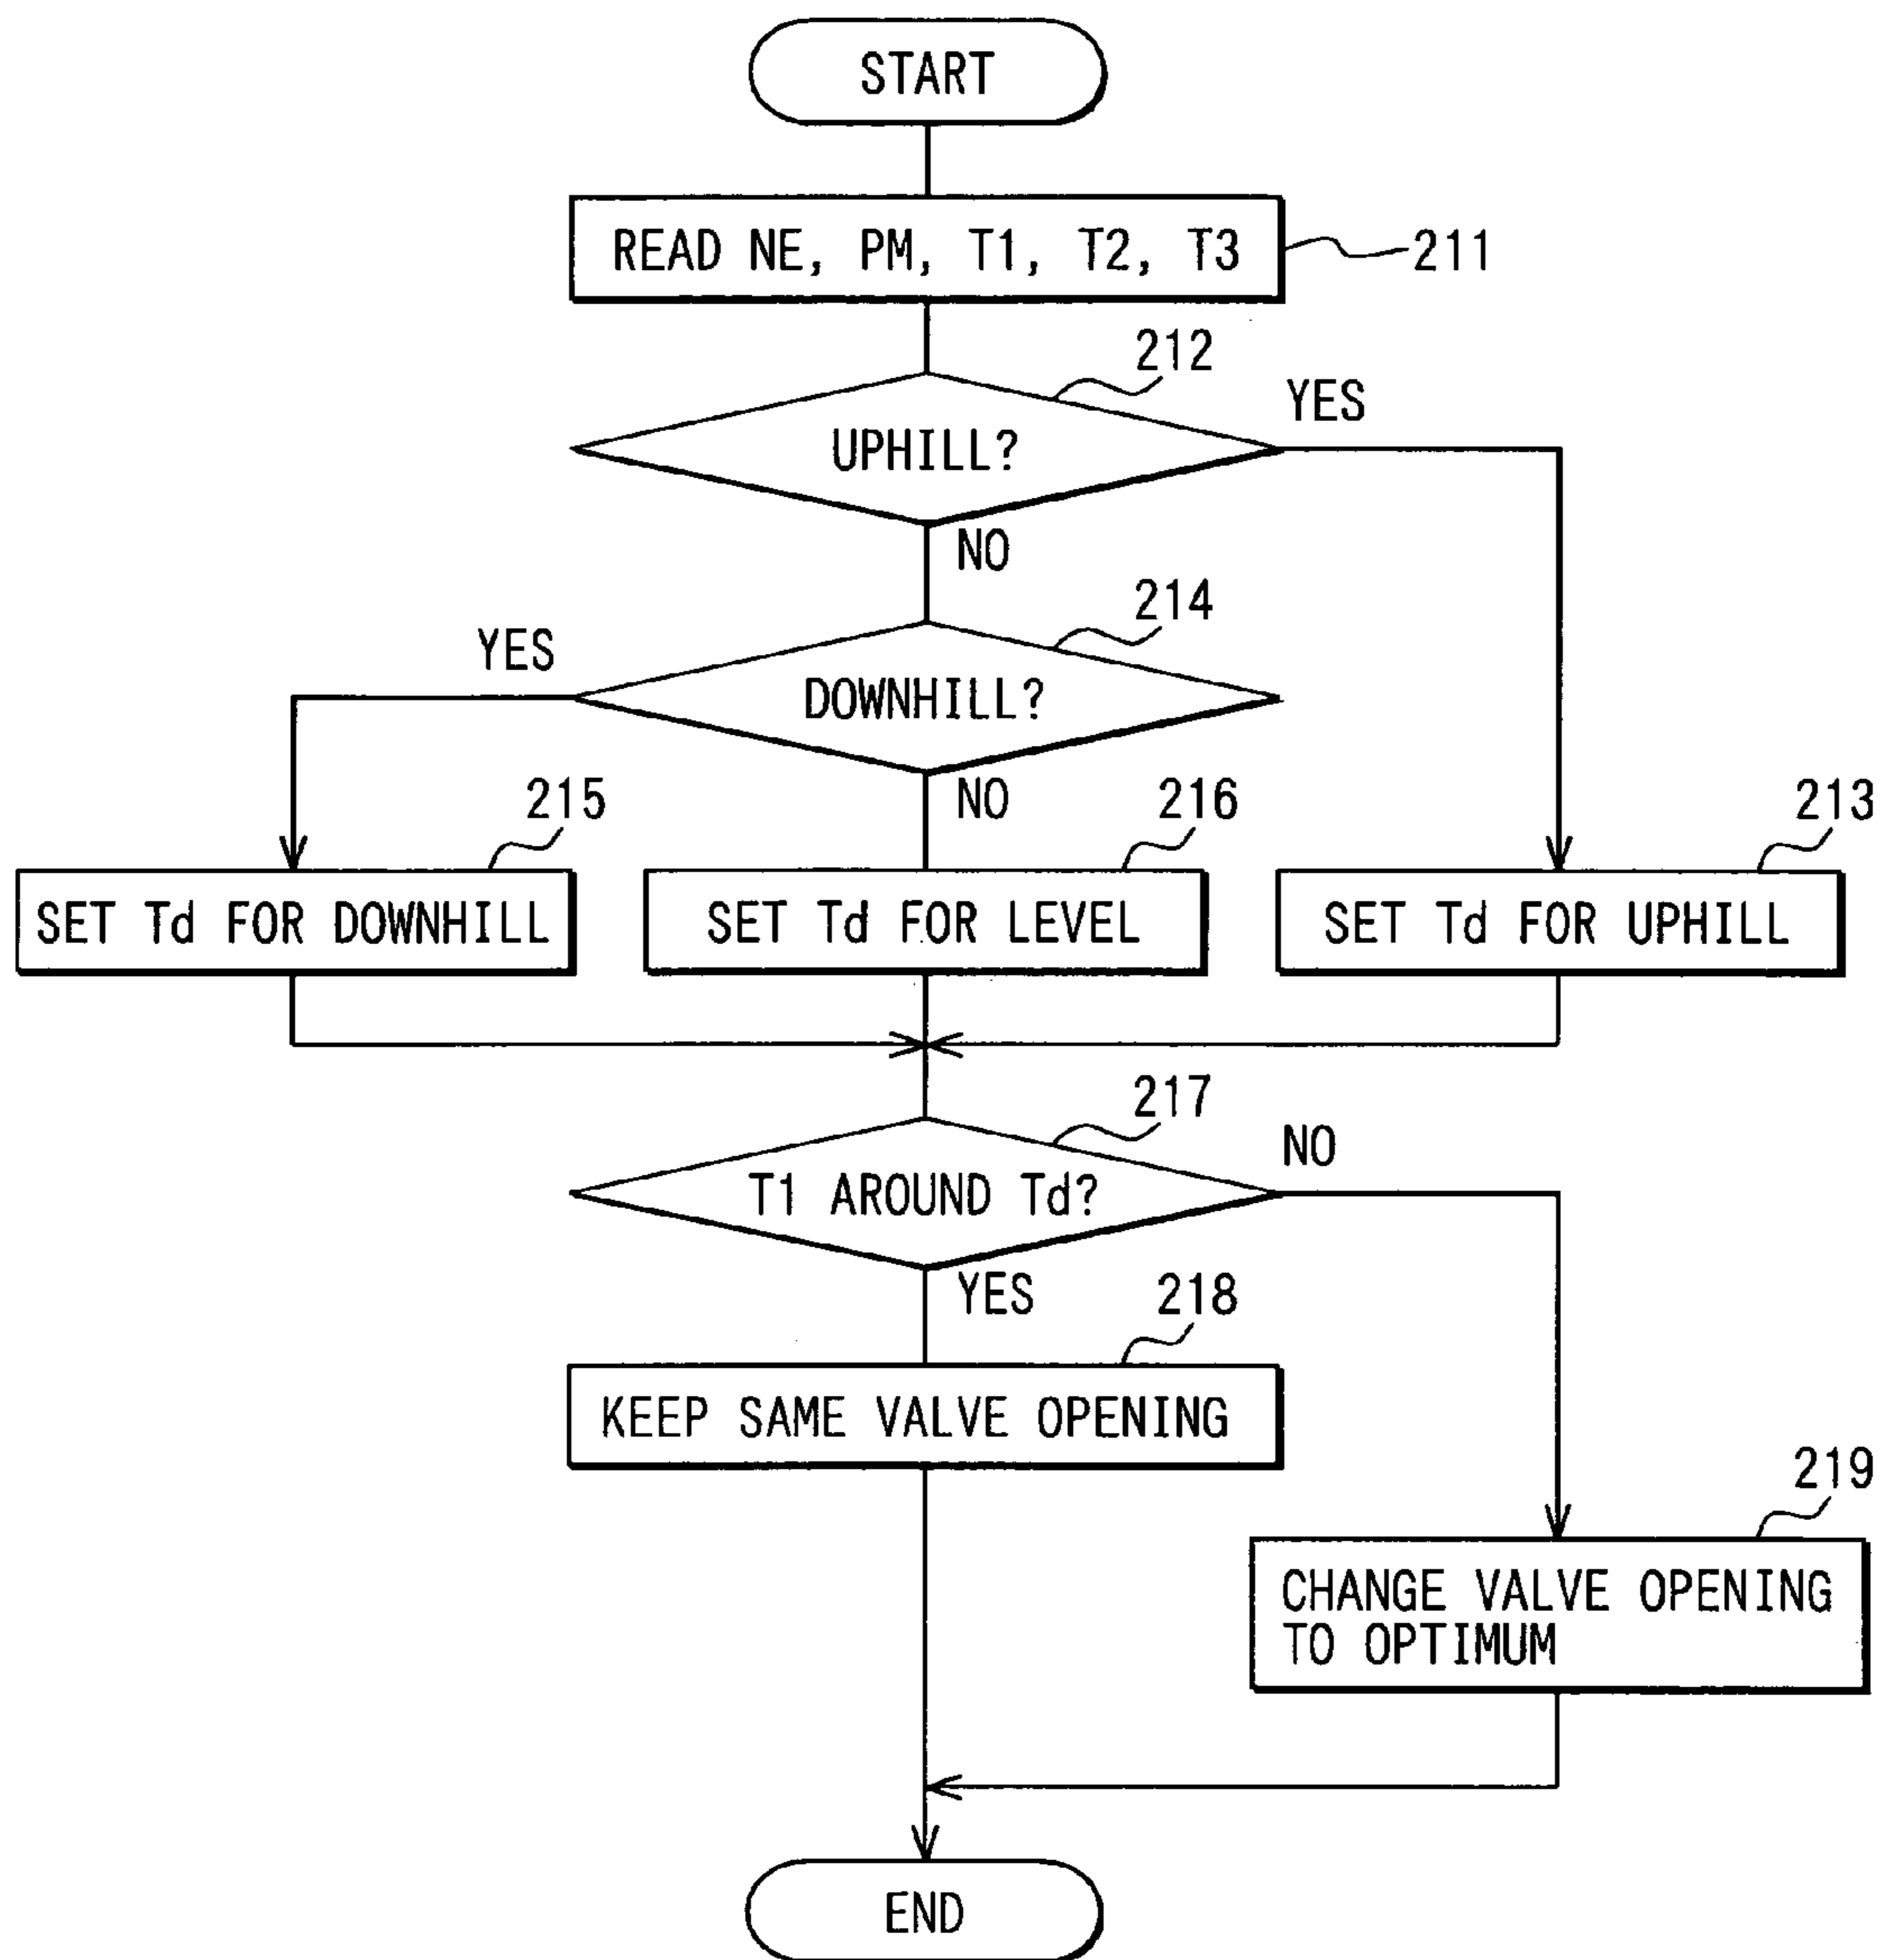 START
READ NE, PM, T1, T2, T3
211
212
YES
UPHILL?
NO
214
YES
DOWNHILL?
NO
215
216
213
SET Td FOR DOWNHILL
SET Td FOR LEVEL
SET Td FOR UPHILL
217
NO
T1 AROUND Td?
YES
218
KEEP SAME VALVE OPENING
219
CHANGE VALVE OPENING
TO OPTIMUM
END